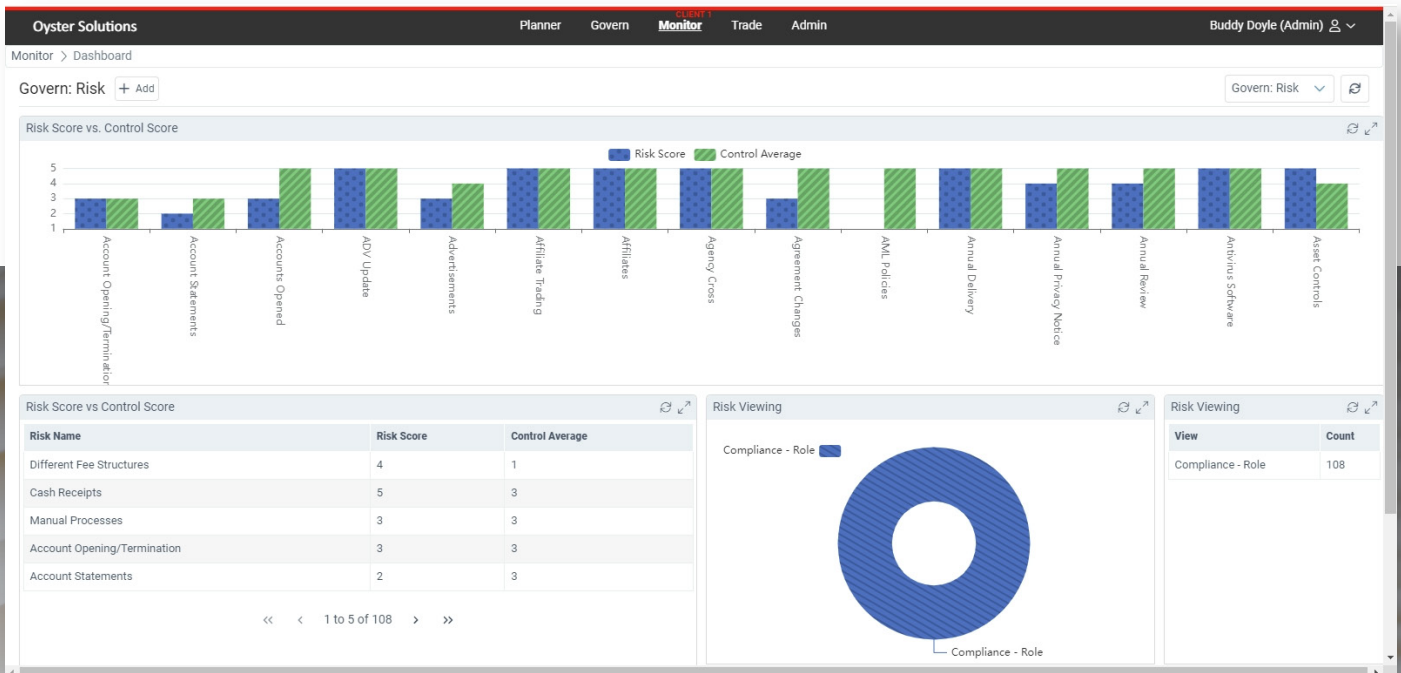 CLIENT 1
Oyster Solutions Planner Govern Monitor Trade Admin Buddy Doyle (Admin)
Monitor > Dashboard
Govern: Risk + Add Govern: Risk
Risk Score vs. Control Score
Risk Score Control Average
5
4
3
2
1
Account Opening/Termination
Account Statements
Accounts Opened
ADV Update
Advertisements
Affiliate Trading
Affiliates
Agency Cross
Agreement Changes
AML Policies
Annual Delivery
Annual Privacy Notice
Annual Review
Antivirus Software
Asset Controls
Risk Score vs Control Score
Risk Name Risk Score Control Average
Different Fee Structures 4 1
Cash Receipts 5 3
Manual Processes 3 3
Account Opening/Termination 3 3
Account Statements 2 3
<< < 1 to 5 of 108 > >>
Risk Viewing
Compliance - Role
Compliance - Role
Risk Viewing
View Count
Compliance - Role 108